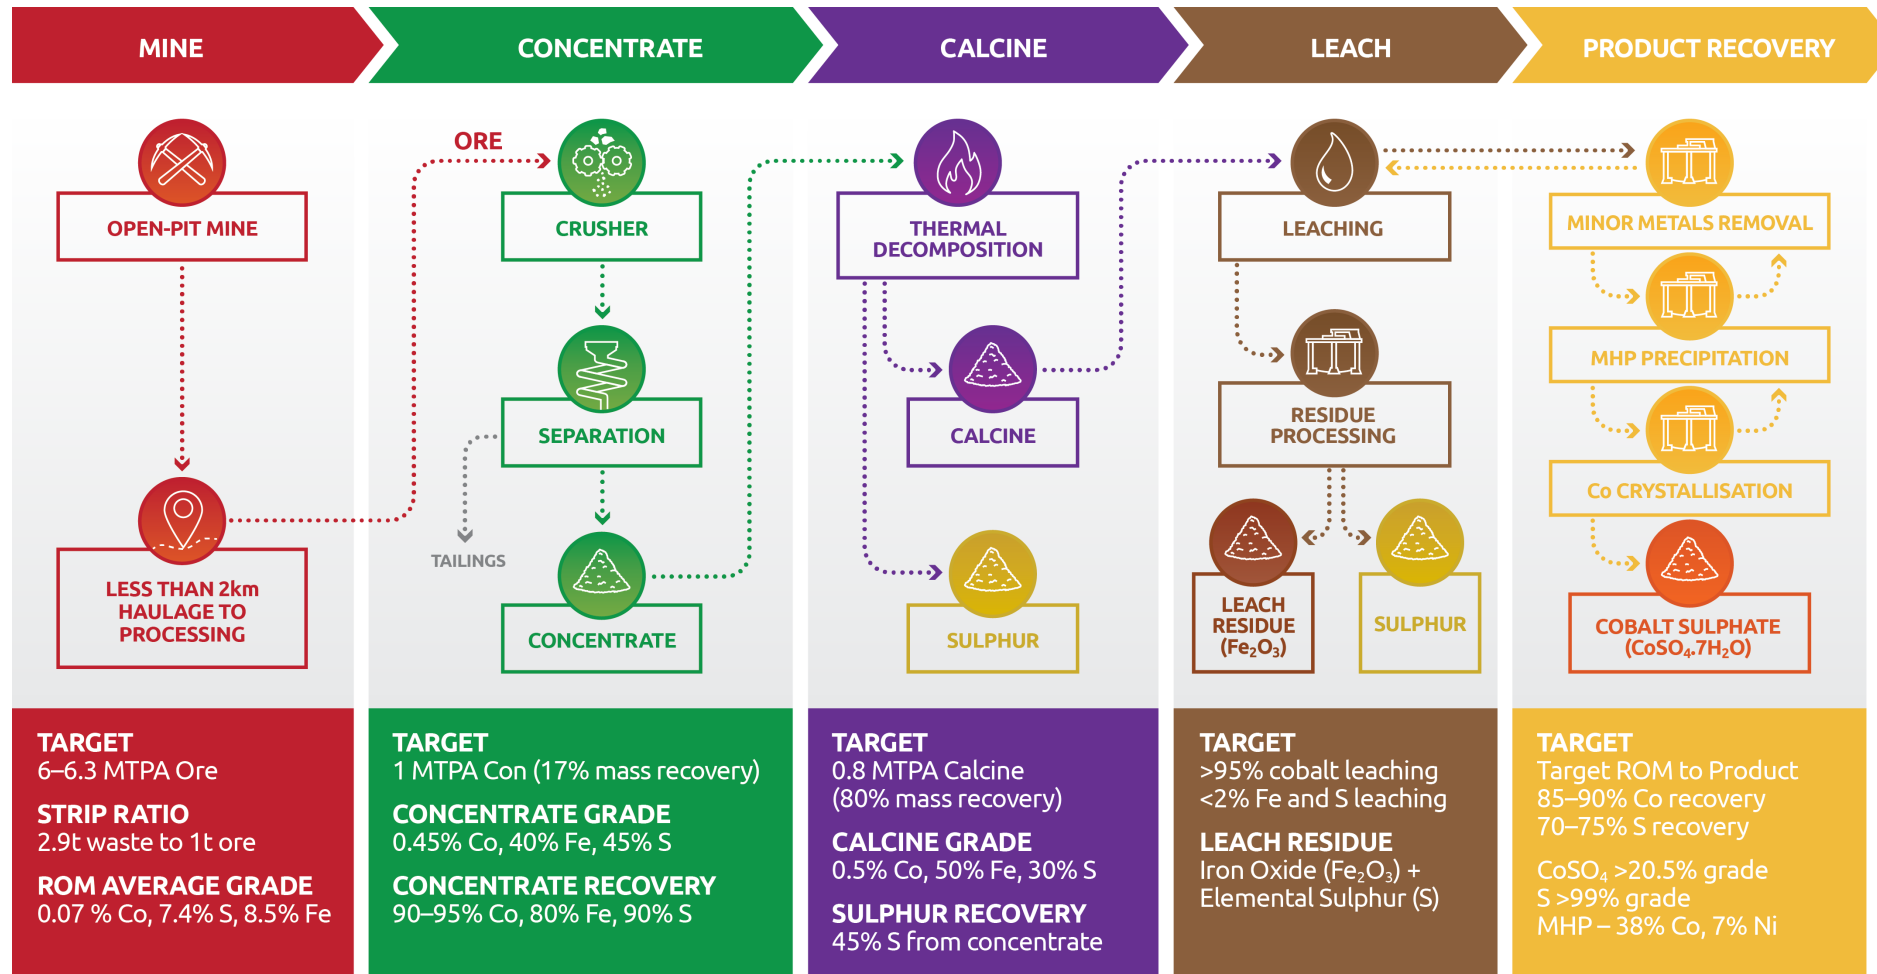 MINE
CONCENTRATE
CALCINE
LEACH
PRODUCT RECOVERY
OPEN-PIT MINE
LESS THAN 2km
HAULAGE TO
PROCESSING
ORE
CRUSHER
SEPARATION
TAILINGS
CONCENTRATE
THERMAL
DECOMPOSITION
CALCINE
SULPHUR
LEACHING
RESIDUE
PROCESSING
LEACH
RESIDUE
(Fe₂O₃)
SULPHUR
MINOR METALS REMOVAL
MHP PRECIPITATION
Co CRYSTALLISATION
COBALT SULPHATE
(CoSO₄.7H₂O)
TARGET
6–6.3 MTPA Ore
STRIP RATIO
2.9t waste to 1t ore
ROM AVERAGE GRADE
0.07 % Co, 7.4% S, 8.5% Fe
TARGET
1 MTPA Con (17% mass recovery)
CONCENTRATE GRADE
0.45% Co, 40% Fe, 45% S
CONCENTRATE RECOVERY
90–95% Co, 80% Fe, 90% S
TARGET
0.8 MTPA Calcine
(80% mass recovery)
CALCINE GRADE
0.5% Co, 50% Fe, 30% S
SULPHUR RECOVERY
45% S from concentrate
TARGET
>95% cobalt leaching
<2% Fe and S leaching
LEACH RESIDUE
Iron Oxide (Fe₂O₃) +
Elemental Sulphur (S)
TARGET
Target ROM to Product
85–90% Co recovery
70–75% S recovery
CoSO₄ >20.5% grade
S >99% grade
MHP – 38% Co, 7% Ni